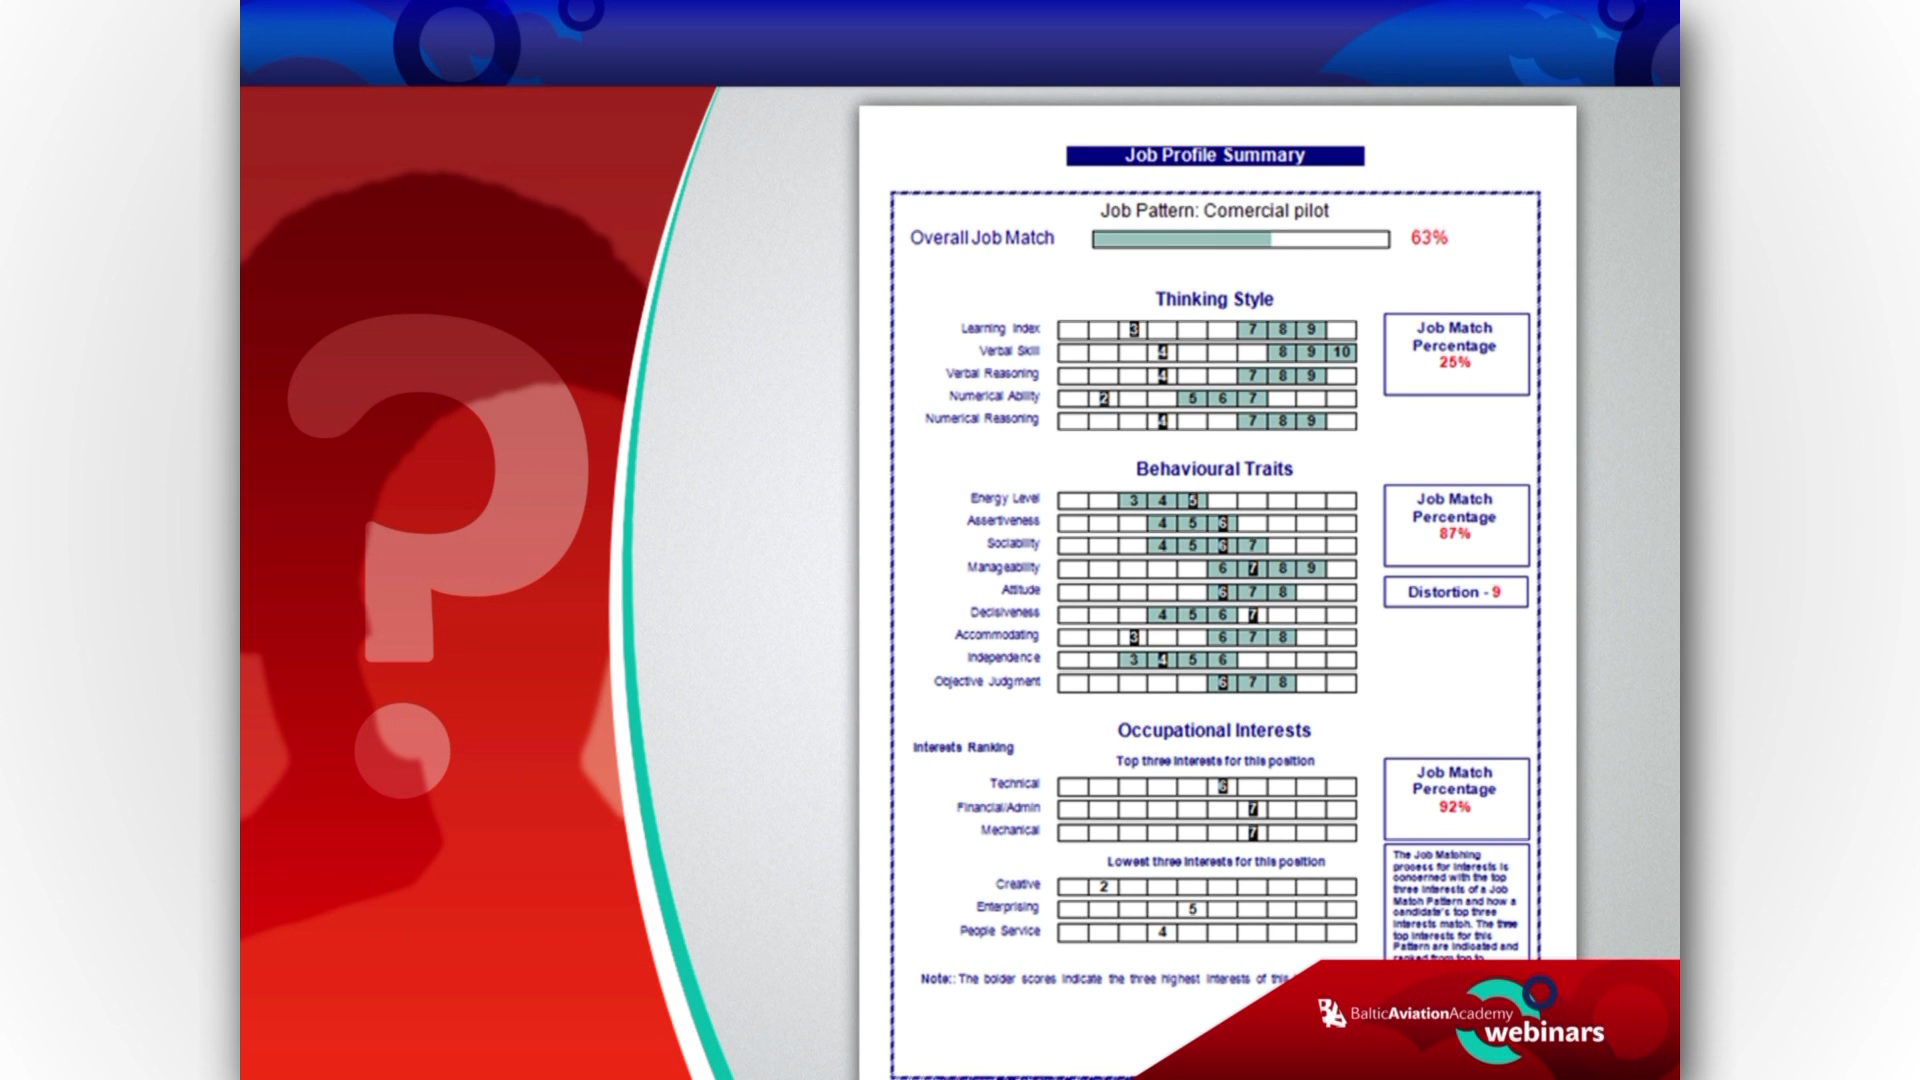 Job Profile Summary
Job Pattern: Comercial pilot
Overall Job Match 63%
Thinking Style
Learning Index 3 7 8 9
Verbal Skill 4 8 9 10
Verbal Reasoning 4 7 8 9
Numerical Ability 2 5 6 7
Numerical Reasoning 4 7 8 9
Job Match
Percentage
25%
Behavioural Traits
Energy Level 3 4 5
Assertiveness 4 5 6
Sociability 4 5 6 7
Manageability 6 7 8 9
Attitude 6 7 8
Decisiveness 4 5 6 7
Accommodating 3 6 7 8
Independence 3 4 5 6
Objective Judgment 6 7 8
Job Match
Percentage
87%
Distortion - 9
Occupational Interests
Interests Ranking
Top three interests for this position
Technical 6
Financial/Admin 7
Mechanical 7
Lowest three interests for this position
Creative 2
Enterprising 5
People Service 4
Job Match
Percentage
92%
The Job Matching
process for interests is
concerned with the top
three interests of a Job
Match Pattern and how a
candidate's top three
interests match. The three
top interests for this
Pattern are indicated and
ranked from top to
Note:: The bolder scores indicate the three highest interests of this
BalticAviationAcademy
webinars